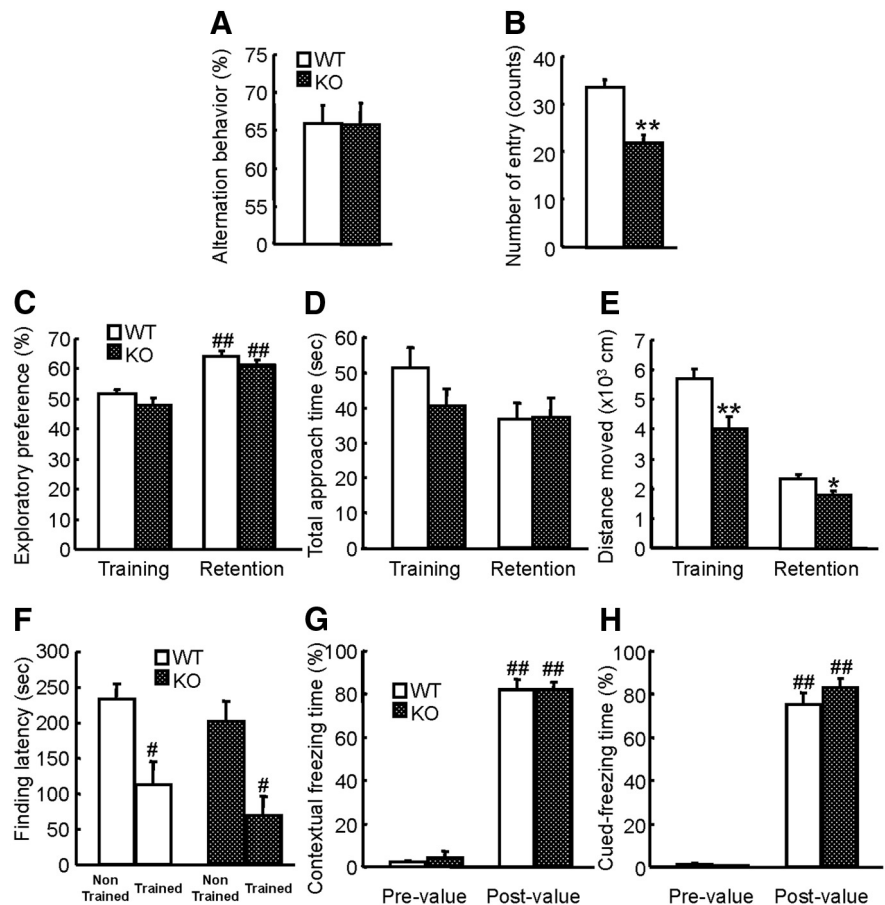 A
Alternation behavior (%)
75
70
65
60
55
0
WT
KO
B
Number of entry (counts)
40
30
20
10
0
**
C
Exploratory preference (%)
70
60
50
40
30
20
10
0
WT
KO
##
##
Training
Retention
D
Total approach time (sec)
60
50
40
30
20
10
0
Training
Retention
E
Distance moved (x10³ cm)
7
6
5
4
3
2
1
0
**
*
Training
Retention
F
Finding latency (sec)
300
250
200
150
100
50
0
WT
KO
#
#
Non
Trained
Trained
Non
Trained
Trained
G
Contextual freezing time (%)
100
80
60
40
20
0
WT
KO
##
##
Pre-value
Post-value
H
Cued-freezing time (%)
100
80
60
40
20
0
##
##
Pre-value
Post-value